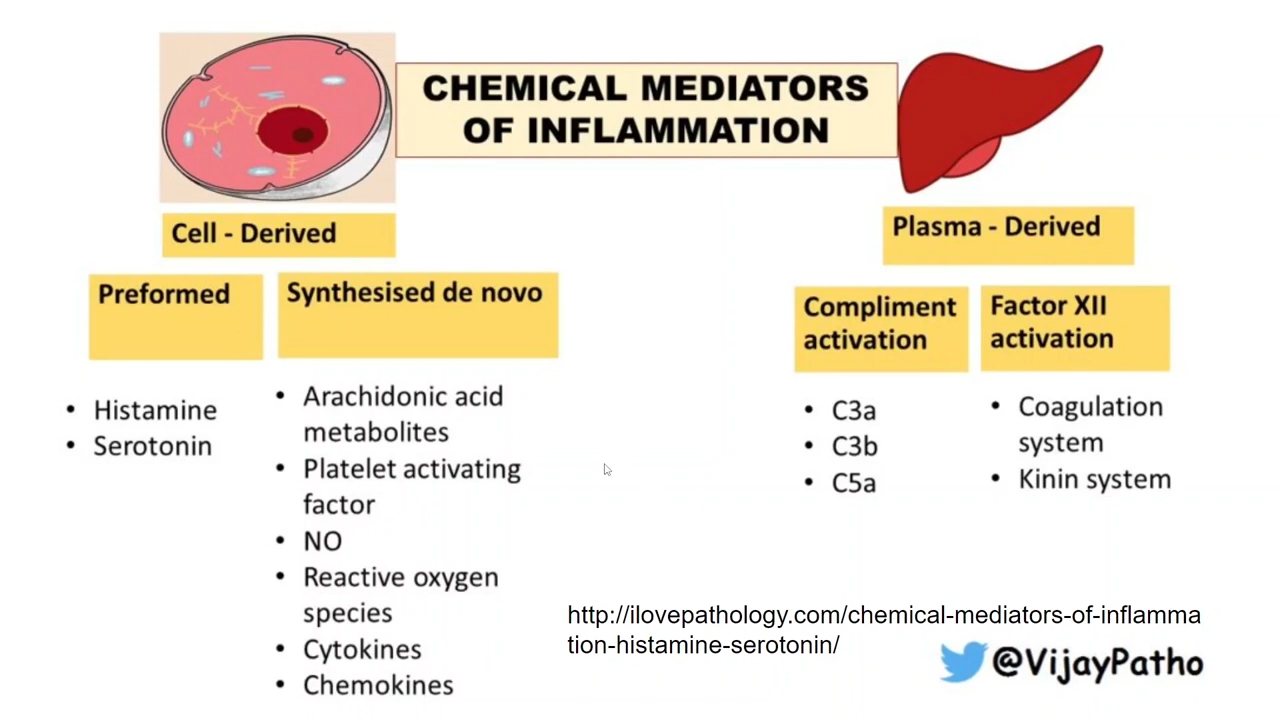 CHEMICAL MEDIATORS
OF INFLAMMATION
Cell - Derived
Preformed
• Histamine
• Serotonin
Synthesised de novo
• Arachidonic acid
metabolites
• Platelet activating
factor
• NO
• Reactive oxygen
species
• Cytokines
• Chemokines
Plasma - Derived
Compliment
activation
• C3a
• C3b
• C5a
Factor XII
activation
• Coagulation
system
• Kinin system
http://ilovepathology.com/chemical-mediators-of-inflamma
tion-histamine-serotonin/
@VijayPatho